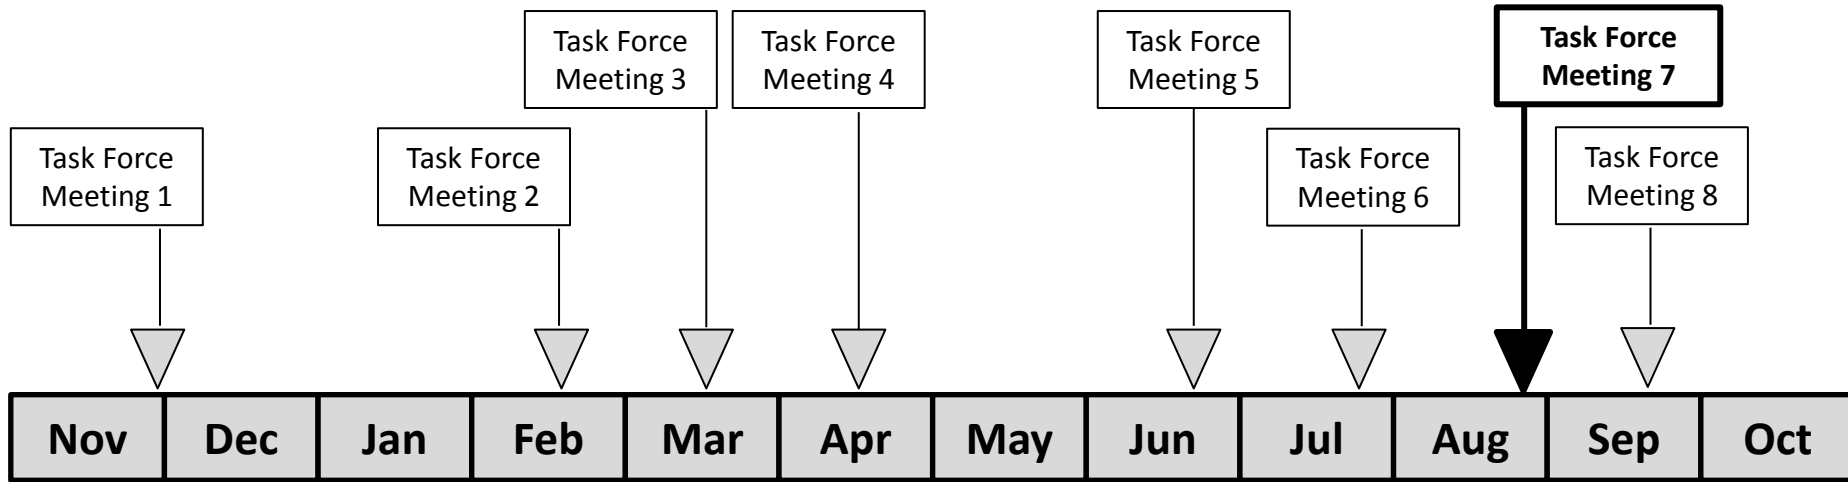 Task Force
Meeting 1
Task Force
Meeting 2
Task Force
Meeting 3
Task Force
Meeting 4
Task Force
Meeting 5
Task Force
Meeting 6
Task Force
Meeting 7
Task Force
Meeting 8
Nov Dec Jan Feb Mar Apr May Jun Jul Aug Sep Oct